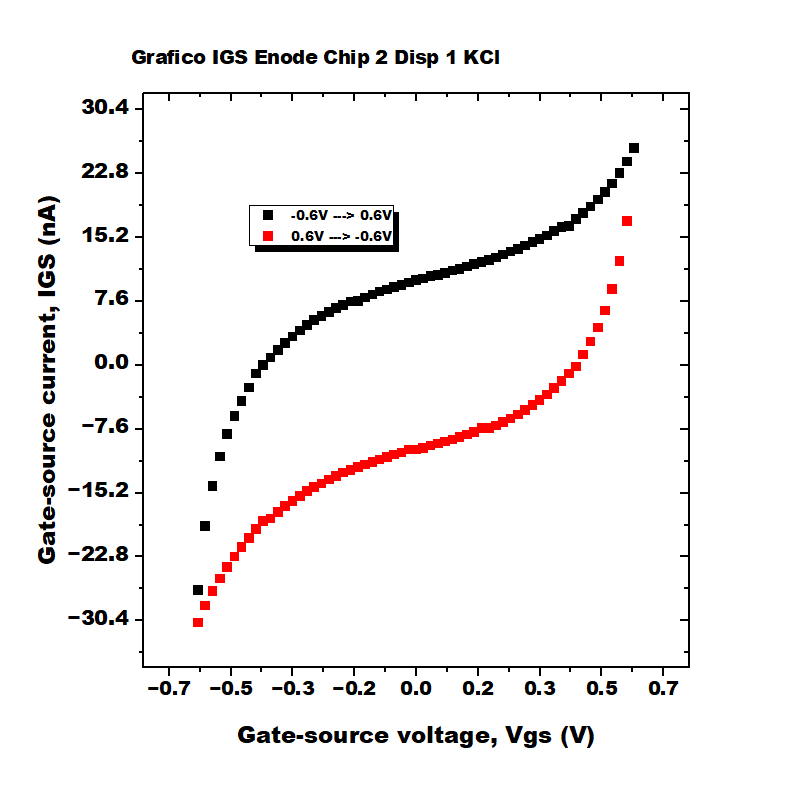 Grafico IGS Enode Chip 2 Disp 1 KCl
30.4
22.8
15.2
7.6
0.0
−7.6
−15.2
−22.8
−30.4
Gate-source current, IGS (nA)
-0.6V ---> 0.6V
0.6V ---> -0.6V
−0.7 −0.5 −0.3 −0.2 0.0 0.2 0.3 0.5 0.7
Gate-source voltage, Vgs (V)